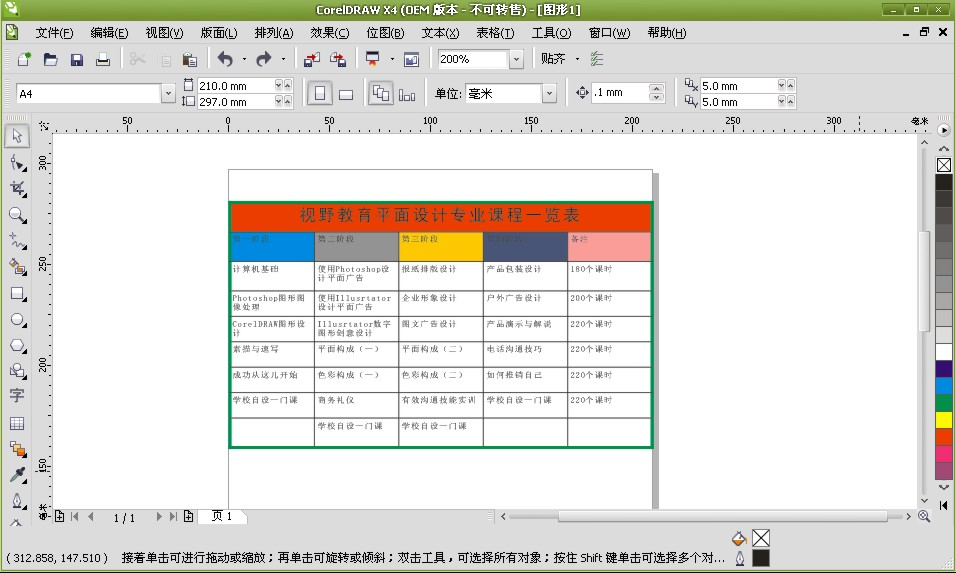 CorelDRAW X4 (OEM 版本 - 不可转售) - [图形1]
文件(F) 编辑(E) 视图(V) 版面(L) 排列(A) 效果(C) 位图(B) 文本(X) 表格(T) 工具(O) 窗口(W) 帮助(H)
200% 贴齐
A4 210.0 mm 297.0 mm 单位: 毫米 .1 mm 5.0 mm 5.0 mm
50 0 50 100 150 200 250 300 毫米
300
250
200
150
视野教育平面设计专业课程一览表
第一阶段 第二阶段 第三阶段 第四阶段 备注
计算机基础 使用Photoshop设计平面广告 报纸排版设计 产品包装设计 180个课时
Photoshop图形图像处理 使用Illusrtator设计平面广告 企业形象设计 户外广告设计 200个课时
CorelDRAW图形设计 Illusrtator数字图形创意设计 图文广告设计 产品演示与解说 220个课时
素描与速写 平面构成（一） 平面构成（二） 电话沟通技巧 220个课时
成功从这儿开始 色彩构成（一） 色彩构成（二） 如何推销自己 220个课时
学校自设一门课 商务礼仪 有效沟通技能实训 学校自设一门课 220个课时
学校自设一门课 学校自设一门课
1 / 1 页 1
( 312.858, 147.510 ) 接着单击可进行拖动或缩放；再单击可旋转或倾斜；双击工具，可选择所有对象；按住 Shift 键单击可选择多个对...